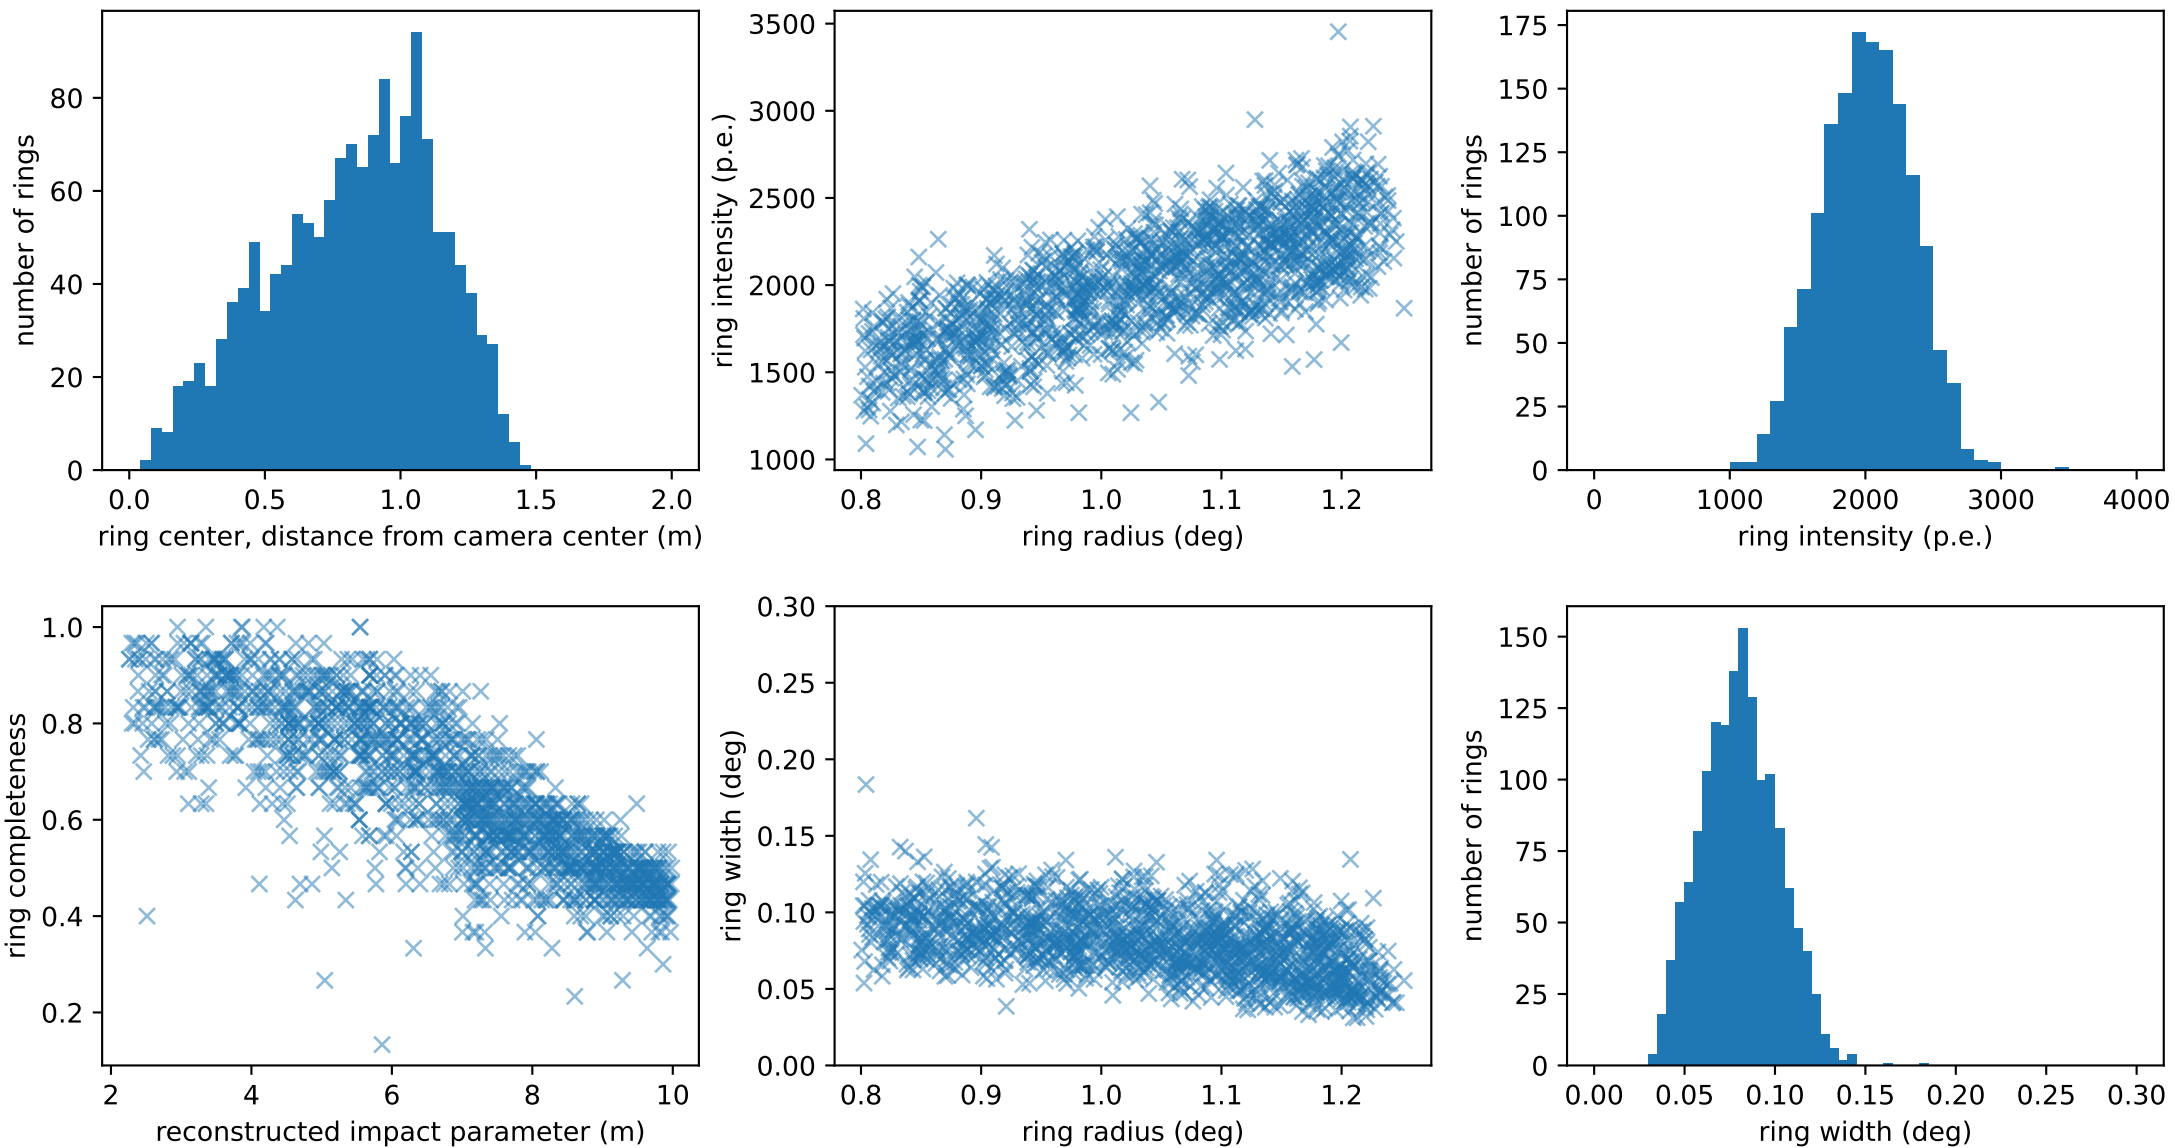 number of rings
80
60
40
20
0
0.0 0.5 1.0 1.5 2.0
ring center, distance from camera center (m)
ring intensity (p.e.)
3500
3000
2500
2000
1500
1000
0.8 0.9 1.0 1.1 1.2
ring radius (deg)
number of rings
175
150
125
100
75
50
25
0
0 1000 2000 3000 4000
ring intensity (p.e.)
ring completeness
1.0
0.8
0.6
0.4
0.2
2 4 6 8 10
reconstructed impact parameter (m)
ring width (deg)
0.30
0.25
0.20
0.15
0.10
0.05
0.00
0.8 0.9 1.0 1.1 1.2
ring radius (deg)
number of rings
150
125
100
75
50
25
0
0.00 0.05 0.10 0.15 0.20 0.25 0.30
ring width (deg)